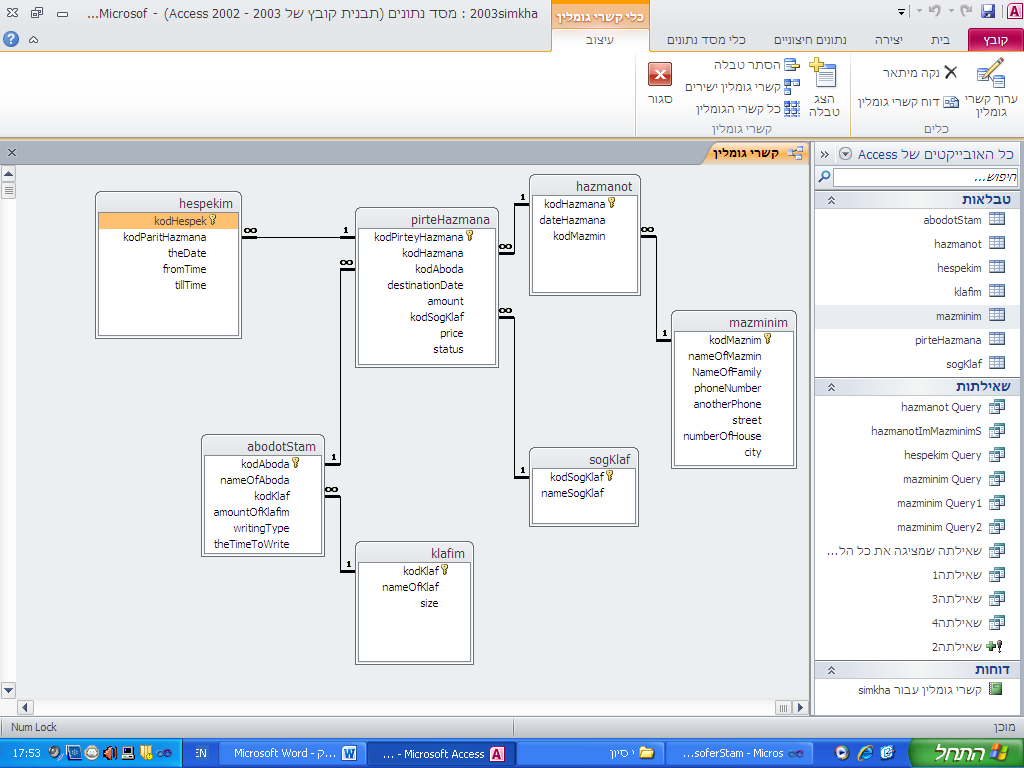 2003simkha : מסד נתונים (תבנית קובץ של 2003 - Access 2002) - Microsof...
כלי קשרי גומלין
קובץ
בית
יצירה
נתונים חיצוניים
כלי מסד נתונים
עיצוב
ערוך קשרי גומלין
נקה מיתאר
דוח קשרי גומלין
כלים
הצג טבלה
הסתר טבלה
קשרי גומלין ישירים
כל קשרי הגומלין
קשרי גומלין
סגור
כל האובייקטים של Access
חיפוש...
טבלאות
abodotStam
hazmanot
hespekim
klafim
mazminim
pirteHazmana
sogKlaf
שאילתות
hazmanot Query
hazmanotImMazminimS
hespekim Query
mazminim Query
mazminim Query1
mazminim Query2
שאילתה שמציגה את כל הל...
שאילתה1
שאילתה3
שאילתה4
שאילתה2
דוחות
קשרי גומלין עבור simkha
קשרי גומלין
hespekim
kodHespek
kodParitHazmana
theDate
fromTime
tillTime
∞
1
pirteHazmana
kodPirteyHazmana
kodHazmana
kodAboda
destinationDate
amount
kodSogKlaf
price
status
∞
1
∞
∞
1
hazmanot
kodHazmana
dateHazmana
kodMazmin
∞
1
mazminim
kodMaznim
nameOfMazmin
NameOfFamily
phoneNumber
anotherPhone
street
numberOfHouse
city
abodotStam
kodAboda
nameOfAboda
kodKlaf
amountOfKlafim
writingType
theTimeToWrite
1
∞
1
sogKlaf
kodSogKlaf
nameSogKlaf
klafim
kodKlaf
nameOfKlaf
size
Num Lock
מוכן
התחל
soferStam - Micros...
י סיון
... - Microsoft Access
Microsoft Word - ק...
EN
17:53